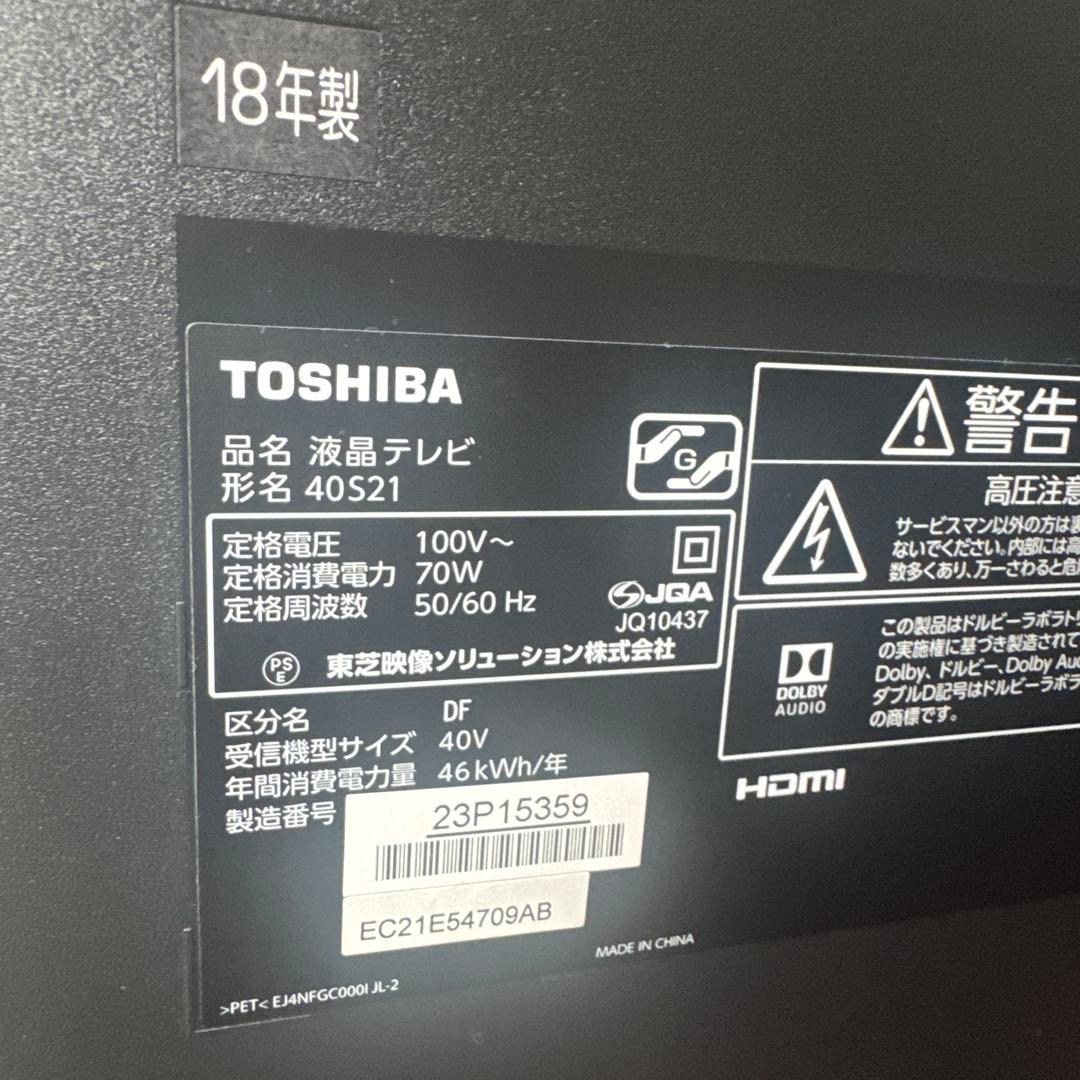 18年製
TOSHIBA
品名 液晶テレビ
形名 40S21
G
定格電圧 100V～
定格消費電力 70W
定格周波数 50/60 Hz
JQA
JQ10437
PS
E
東芝映像ソリューション株式会社
区分名 DF
受信機型サイズ 40V
年間消費電力量 46kWh/年
製造番号 23P15359
EC21E54709AB
MADE IN CHINA
>PET< EJ4NFGC000I JL-2
警告
高圧注意
サービスマン以外の方は裏
ないでください。内部には高
数多くあり、万一さわると危
DOLBY
AUDIO
この製品はドルビーラボラトリ
の実施権に基づき製造されて
Dolby、ドルビー、Dolby Au
ダブルD記号はドルビーラボラ
の商標です。
HDMI